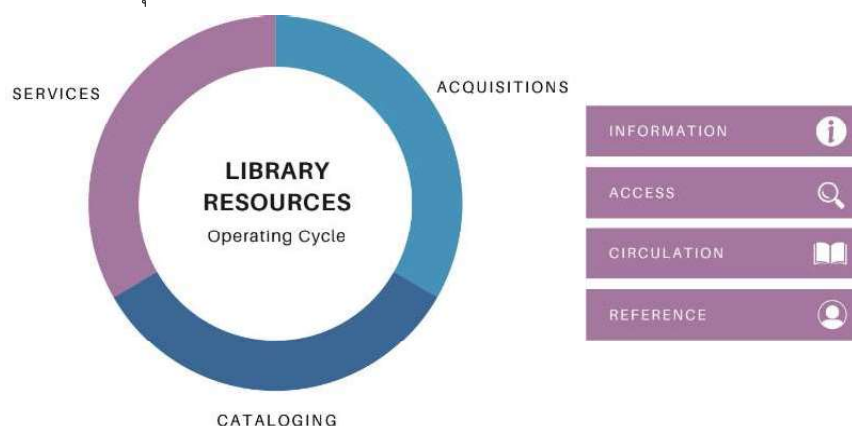 SERVICES
ACQUISITIONS
LIBRARY
RESOURCES
Operating Cycle
CATALOGING
INFORMATION
ACCESS
CIRCULATION
REFERENCE